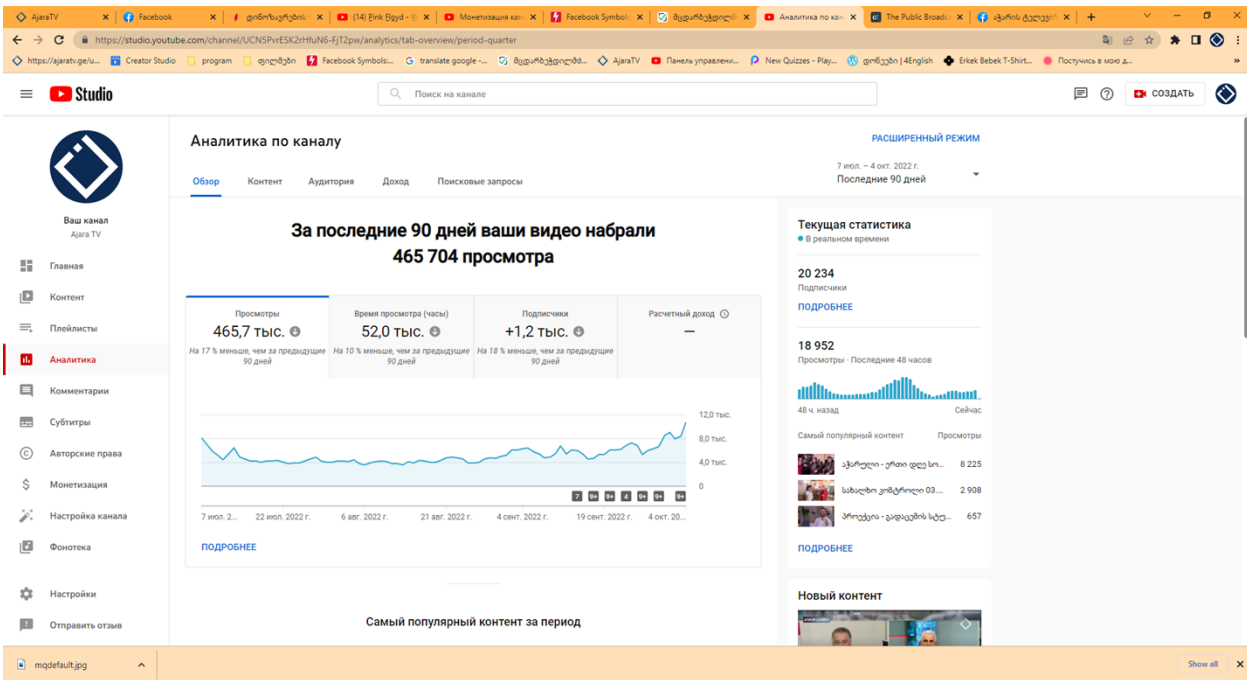 AjaraTV
Facebook
(14) Pink Floyd -
Монетизация кан
Facebook Symbols
Аналитика по кан
The Public Broadc
https://studio.youtube.com/channel/UCN5PvrESK2rHfuN6-FjT2pw/analytics/tab-overview/period-quarter
https://ajaratv.ge/u...
Creator Studio
program
Facebook Symbols...
translate google -...
AjaraTV
Панель управлени...
New Quizzes - Play...
Erkek Bebek T-Shirt...
Постучись в мою д...
Studio
Поиск на канале
СОЗДАТЬ
Ваш канал
Ajara TV
Главная
Контент
Плейлисты
Аналитика
Комментарии
Субтитры
Авторские права
Монетизация
Настройка канала
Фонотека
Настройки
Отправить отзыв
Аналитика по каналу
РАСШИРЕННЫЙ РЕЖИМ
Обзор
Контент
Аудитория
Доход
Поисковые запросы
7 июл. – 4 окт. 2022 г.
Последние 90 дней
За последние 90 дней ваши видео набрали
465 704 просмотра
Просмотры
465,7 тыс.
На 17 % меньше, чем за предыдущие
90 дней
Время просмотра (часы)
52,0 тыс.
На 10 % меньше, чем за предыдущие
90 дней
Подписчики
+1,2 тыс.
На 18 % меньше, чем за предыдущие
90 дней
Расчетный доход
—
12,0 тыс.
8,0 тыс.
4,0 тыс.
0
7 9+ 9+ 4 9+ 9+ 9+
7 июл. 2... 22 июл. 2022 г. 6 авг. 2022 г. 21 авг. 2022 г. 4 сент. 2022 г. 19 сент. 2022 г. 4 окт. 20...
ПОДРОБНЕЕ
Самый популярный контент за период
Текущая статистика
В реальном времени
20 234
Подписчики
ПОДРОБНЕЕ
18 952
Просмотры · Последние 48 часов
48 ч. назад Сейчас
Самый популярный контент Просмотры
აჭარული - ერთი დღე სო... 8 225
სახალხო კონტროლი 03.... 2 908
პროექცია - გადაცემის სტუ... 657
ПОДРОБНЕЕ
Новый контент
mqdefault.jpg
Show all